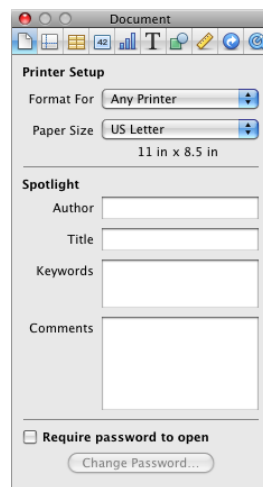 Document
42 T
Printer Setup
Format For Any Printer
Paper Size US Letter
11 in x 8.5 in
Spotlight
Author
Title
Keywords
Comments
Require password to open
Change Password...